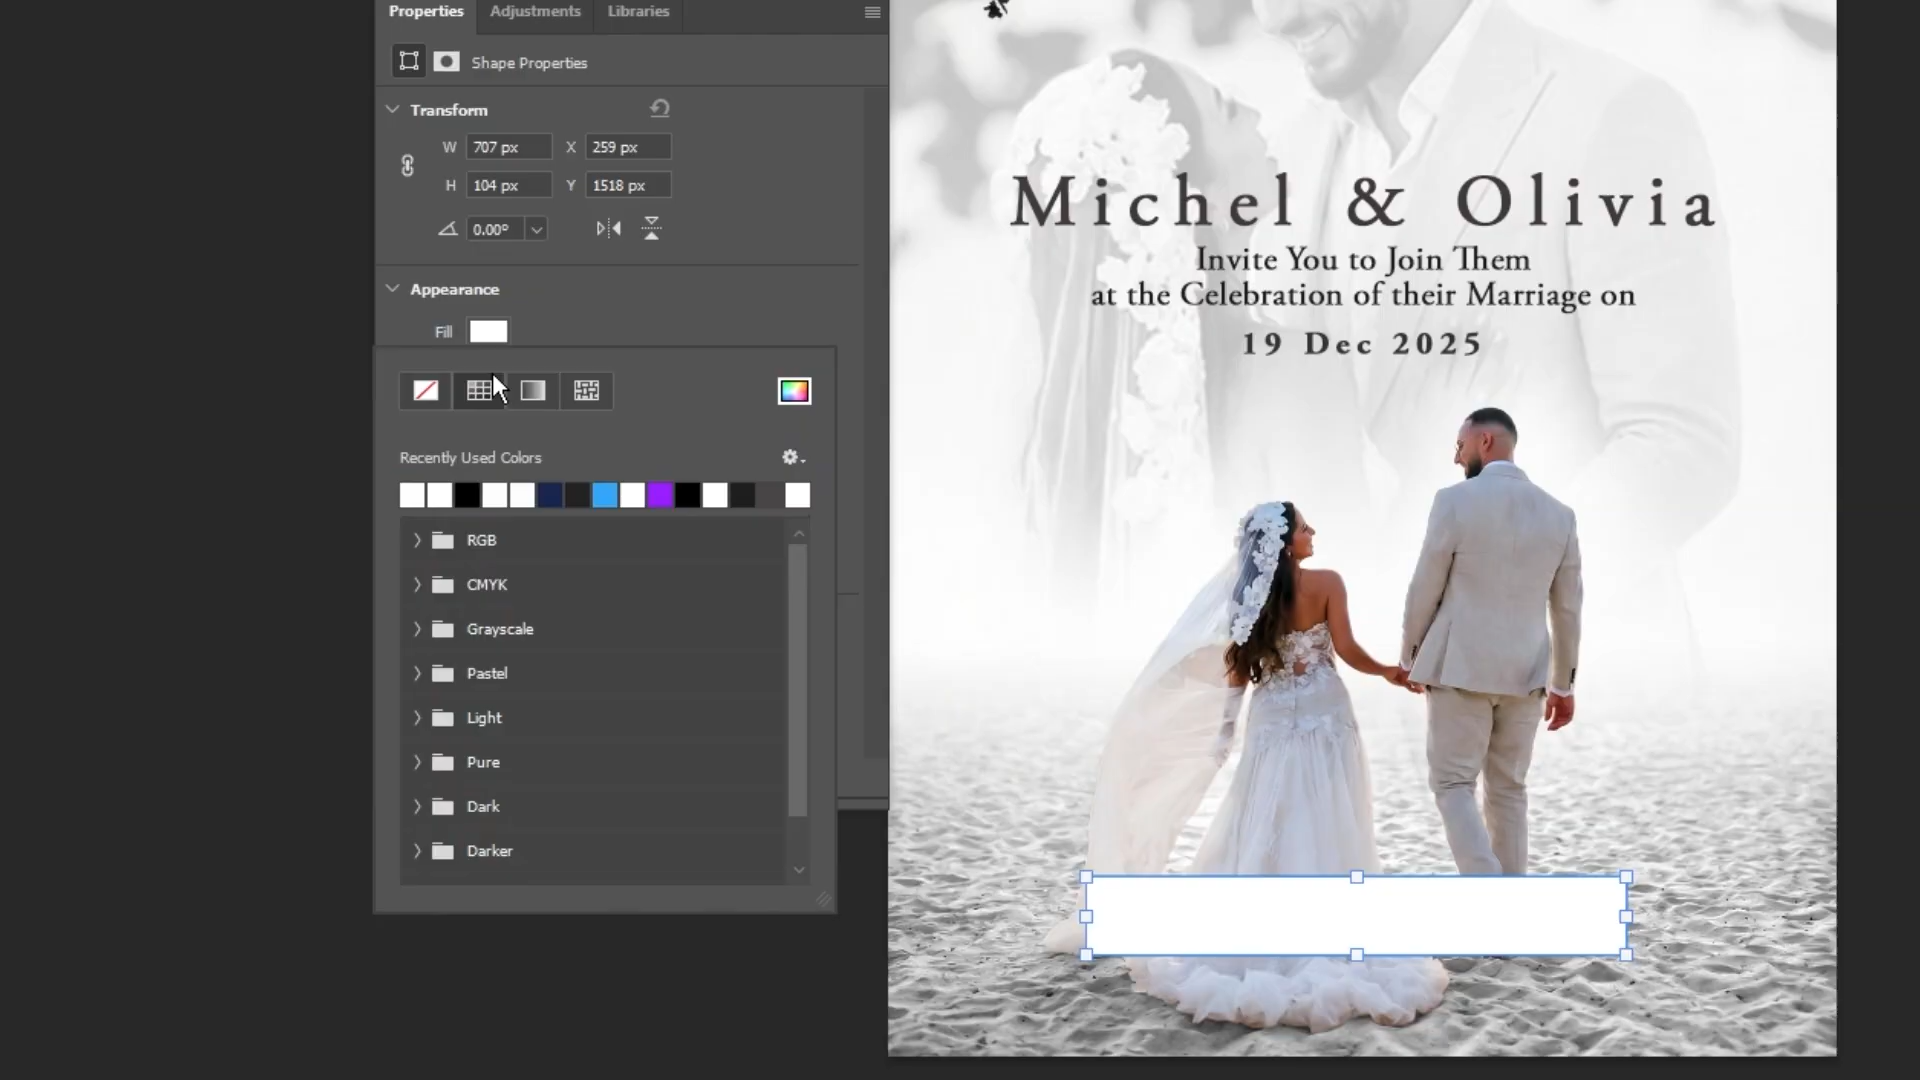 Properties
Adjustments
Libraries
Shape Properties
Transform
W 707 px X 259 px
H 104 px Y 1518 px
0.00°
Appearance
Fill
Recently Used Colors
RGB
CMYK
Grayscale
Pastel
Light
Pure
Dark
Darker
Michel & Olivia
Invite You to Join Them
at the Celebration of their Marriage on
19 Dec 2025